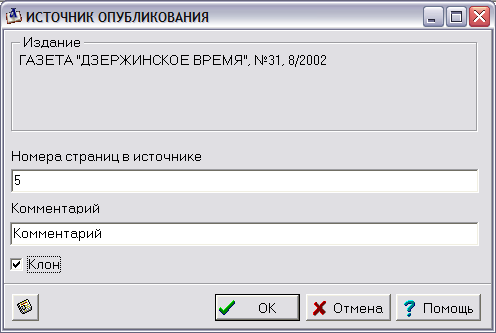 ИСТОЧНИК ОПУБЛИКОВАНИЯ
Издание
ГАЗЕТА "ДЗЕРЖИНСКОЕ ВРЕМЯ", №31, 8/2002
Номера страниц в источнике
5
Комментарий
Комментарий
Клон
OK
Отмена
Помощь